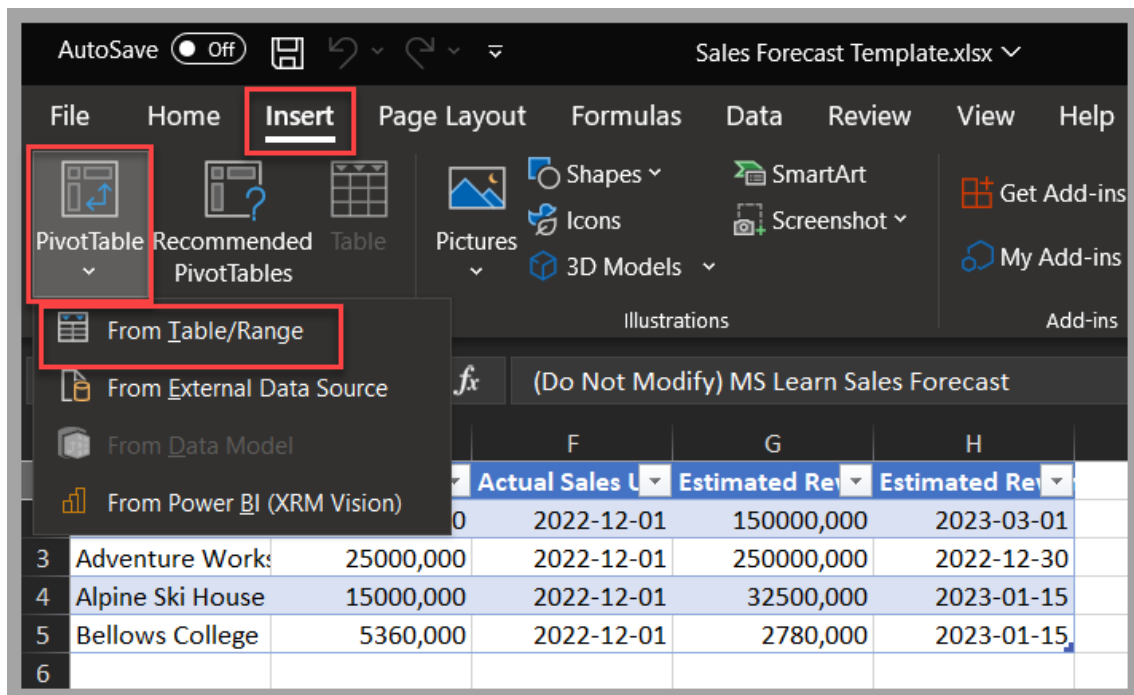 AutoSave Off Sales Forecast Template.xlsx
File Home Insert Page Layout Formulas Data Review View Help
PivotTable
Recommended
PivotTables
Table
Pictures
Shapes
Icons
3D Models
SmartArt
Screenshot
Illustrations
Get Add-ins
My Add-ins
Add-ins
From Table/Range
From External Data Source
From Data Model
From Power BI (XRM Vision)
fx (Do Not Modify) MS Learn Sales Forecast
F G H
Actual Sales Estimated Rev Estimated Rev
0 2022-12-01 150000,000 2023-03-01
3 Adventure Works 25000,000 2022-12-01 250000,000 2022-12-30
4 Alpine Ski House 15000,000 2022-12-01 32500,000 2023-01-15
5 Bellows College 5360,000 2022-12-01 2780,000 2023-01-15
6